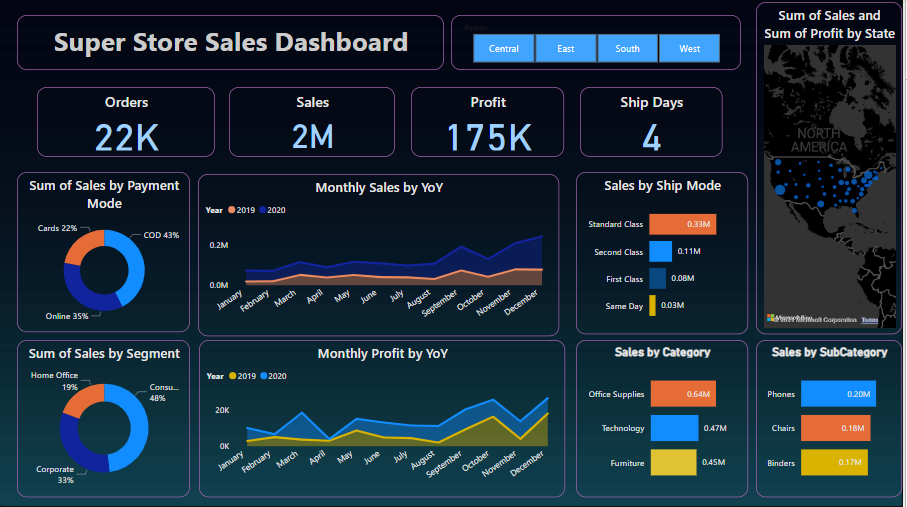 Super Store Sales Dashboard
Region
Central
East
South
West
Sum of Sales and
Sum of Profit by State
NORTH
AMERICA
Orders
22K
Sales
2M
Profit
175K
Ship Days
4
Sum of Sales by Payment
Mode
Cards 22%
COD 43%
Online 35%
Monthly Sales by YoY
Year 2019 2020
0.2M
0.0M
January
February
March
April
May
June
July
August
September
October
November
December
Sales by Ship Mode
Standard Class 0.33M
Second Class 0.11M
First Class 0.08M
Same Day 0.03M
Microsoft Corporation
Terms
Sum of Sales by Segment
Home Office
19%
Consu...
48%
Corporate
33%
Monthly Profit by YoY
Year 2019 2020
20K
0K
January
February
March
April
May
June
July
August
September
October
November
December
Sales by Category
Office Supplies 0.64M
Technology 0.47M
Furniture 0.45M
Sales by SubCategory
Phones 0.20M
Chairs 0.18M
Binders 0.17M